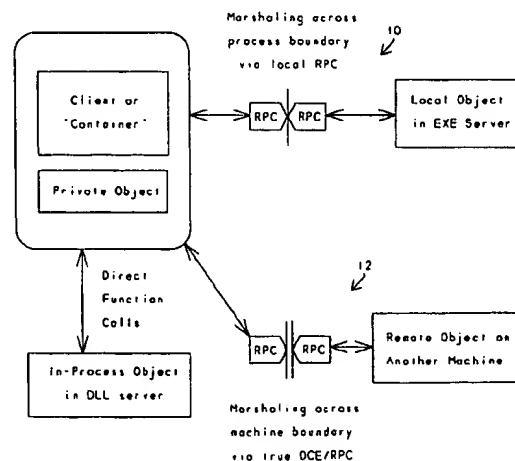 Marshaling across
process boundary
via local RPC
10
Client or
"Container"
Private Object
RPC
RPC
Local Object
in EXE Server
Direct
Function
Calls
12
RPC
RPC
Remote Object on
Another Machine
In-Process Object
in DLL server
Marshaling across
machine boundary
via true DCE/RPC